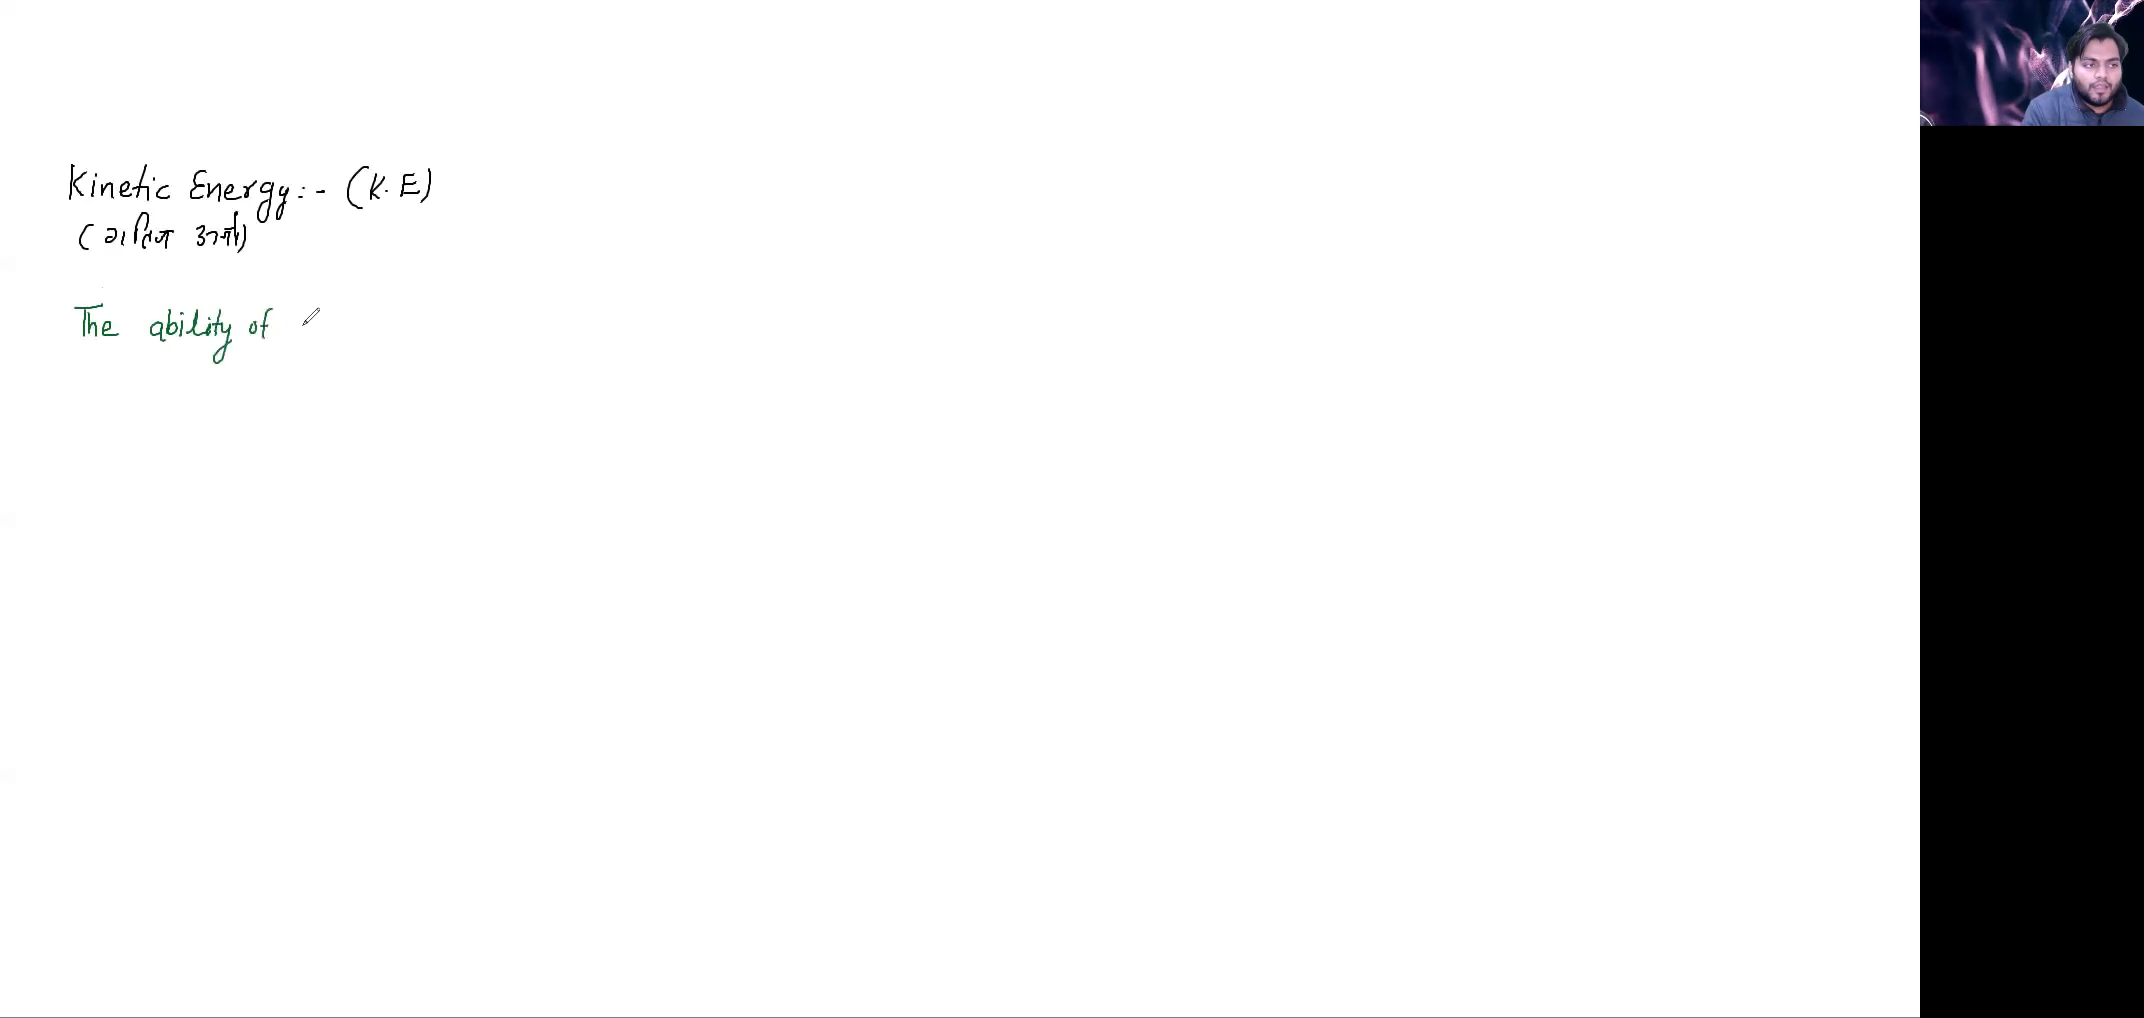 Kinetic Energy:- (K.E)
(गतिज ऊर्जा)
The ability of